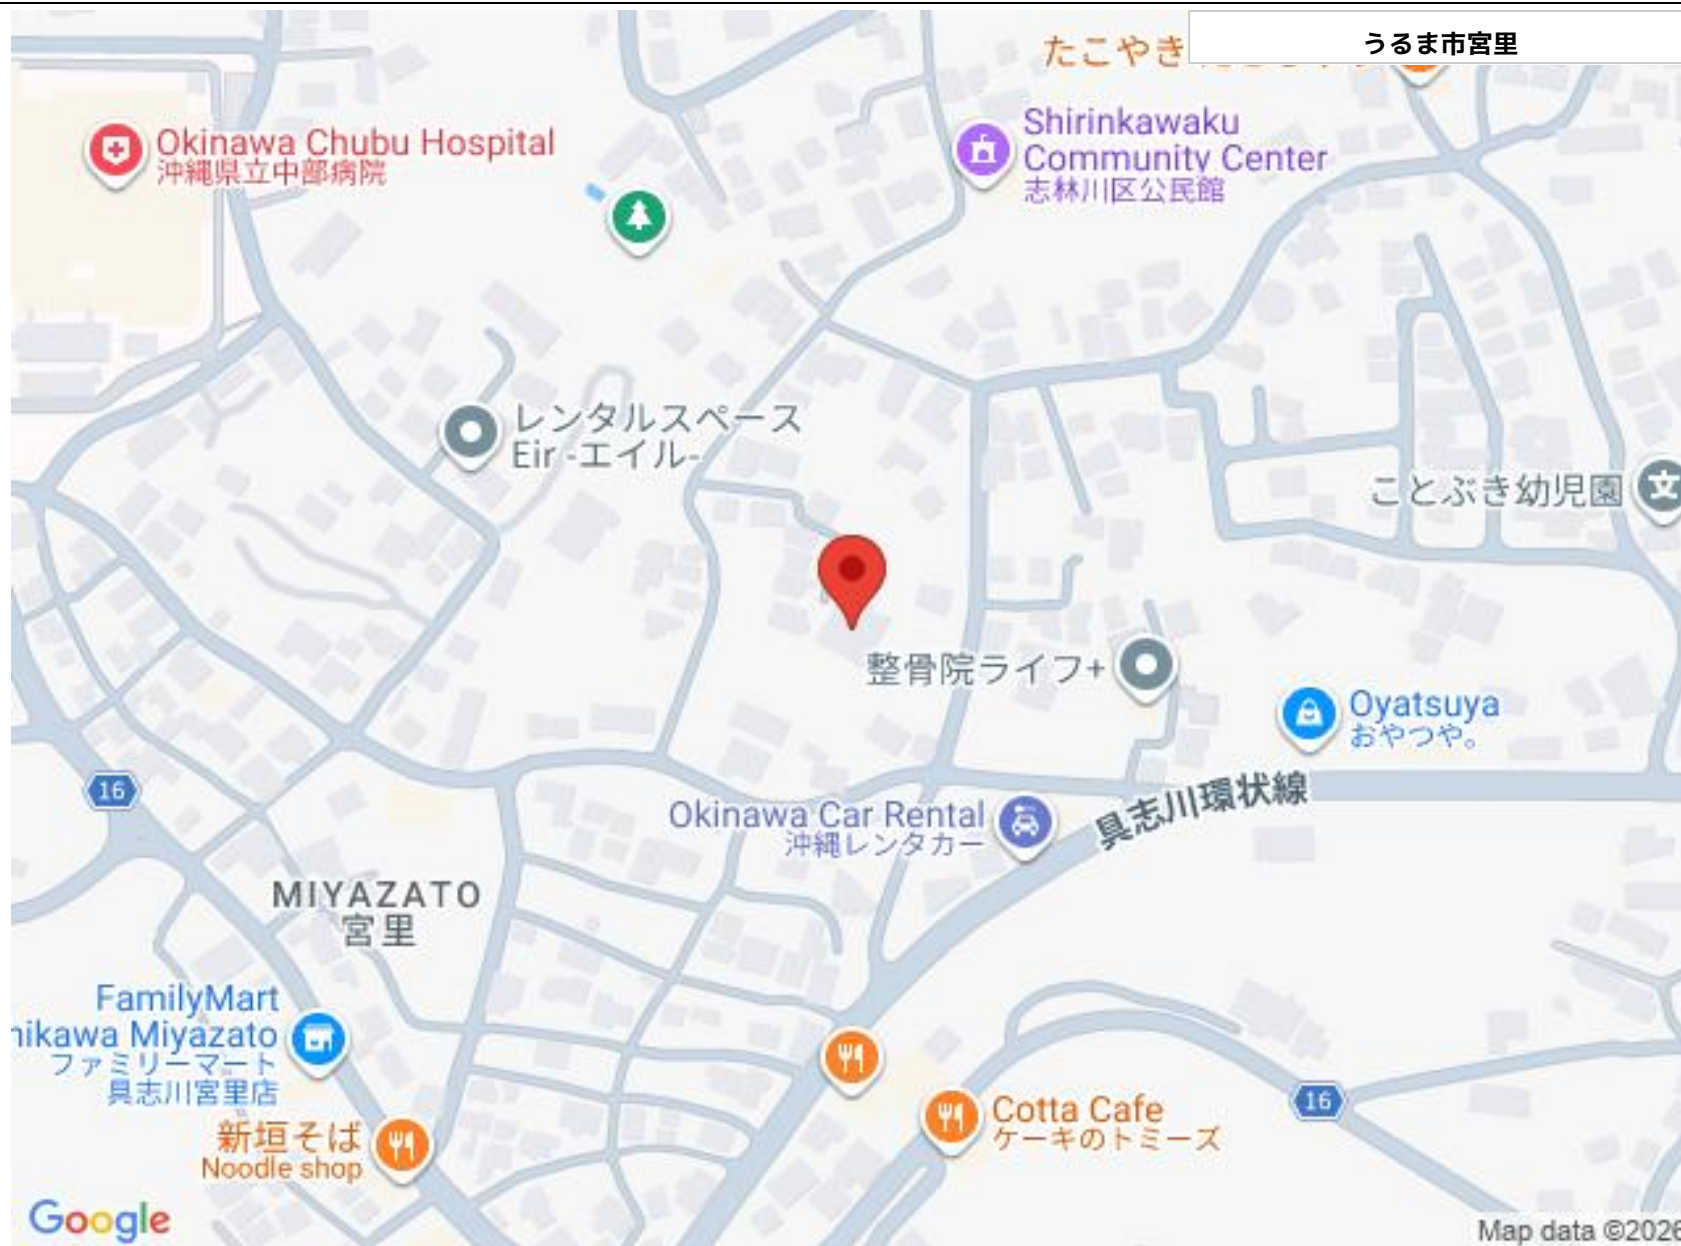 うるま市宮里
たこやき
Okinawa Chubu Hospital
沖縄県立中部病院
Shirinkawaku
Community Center
志林川区公民館
レンタルスペース
Eir -エイル-
ことぶき幼児園
整骨院ライフ+
Oyatsuya
おやつや。
16
Okinawa Car Rental
沖縄レンタカー
具志川環状線
MIYAZATO
宮里
FamilyMart
Miyazato
ファミリーマート
具志川宮里店
新垣そば
Noodle shop
Cotta Cafe
ケーキのトミーズ
16
Google
Map data ©2026